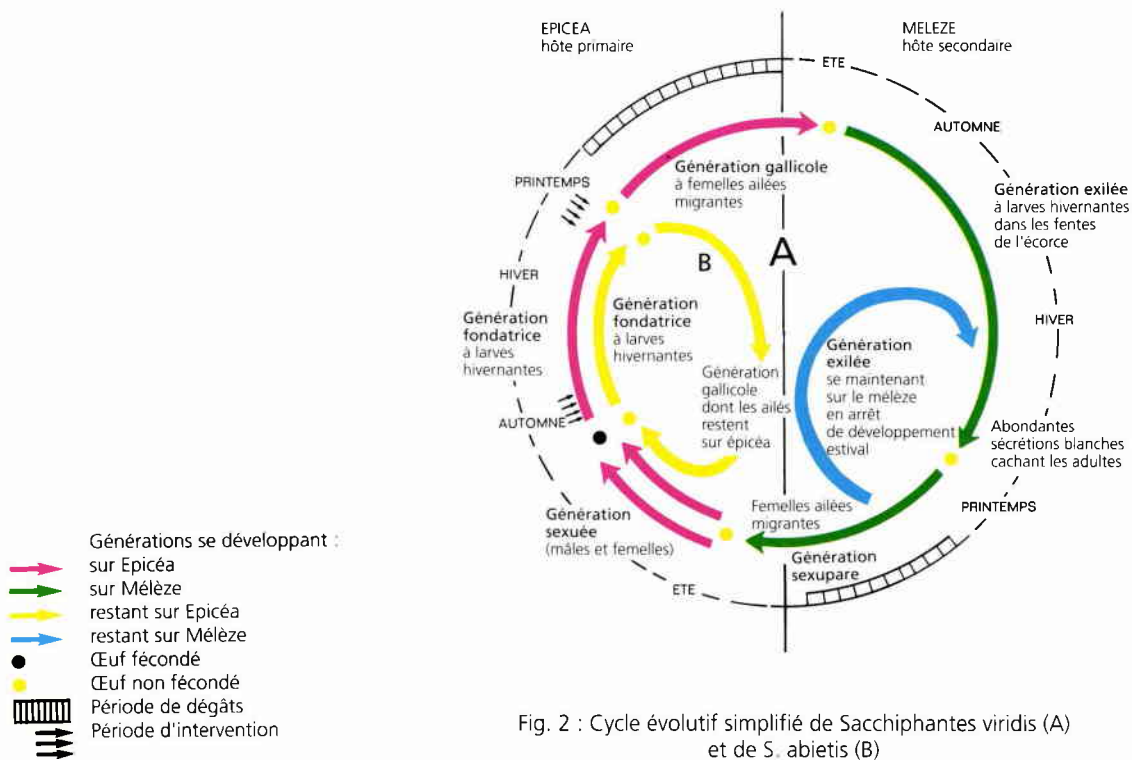 EPICEA
hôte primaire
MELEZE
hôte secondaire
ETE
AUTOMNE
PRINTEMPS
Génération gallicole
à femelles ailées
migrantes
Génération exilée
à larves hivernantes
dans les fentes
de l'écorce
A
B
HIVER
Génération
fondatrice
à larves
hivernantes
Génération
fondatrice
à larves
hivernantes
HIVER
Génération
exilée
se maintenant
sur le mélèze
en arrêt
de développement
estival
Génération
gallicole
dont les ailés
restent
sur épicéa
AUTOMNE
Abondantes
sécrétions blanches
cachant les adultes
Femelles ailées
migrantes
PRINTEMPS
Génération
sexuée
(mâles et femelles)
Génération
sexupare
ETE
Générations se développant :
sur Epicéa
sur Mélèze
restant sur Epicéa
restant sur Mélèze
Œuf fécondé
Œuf non fécondé
Période de dégâts
Période d'intervention
Fig. 2 : Cycle évolutif simplifié de Sacchiphantes viridis (A)
et de S. abietis (B)